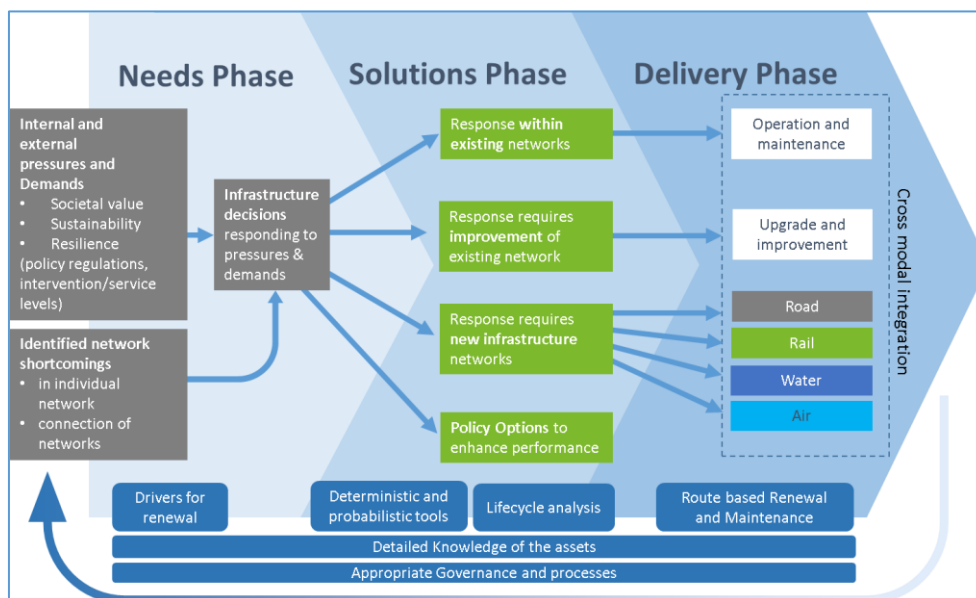 Needs Phase
Solutions Phase
Delivery Phase
Internal and
external
pressures and
Demands
• Societal value
• Sustainability
• Resilience
(policy regulations,
intervention/service
levels)
Identified network
shortcomings
• in individual
network
• connection of
networks
Infrastructure
decisions
responding to
pressures &
demands
Response within
existing networks
Response requires
improvement of
existing network
Response requires
new infrastructure
networks
Policy Options to
enhance performance
Operation and
maintenance
Upgrade and
improvement
Road
Rail
Water
Air
Cross modal integration
Drivers for
renewal
Deterministic and
probabilistic tools
Lifecycle analysis
Route based Renewal
and Maintenance
Detailed Knowledge of the assets
Appropriate Governance and processes